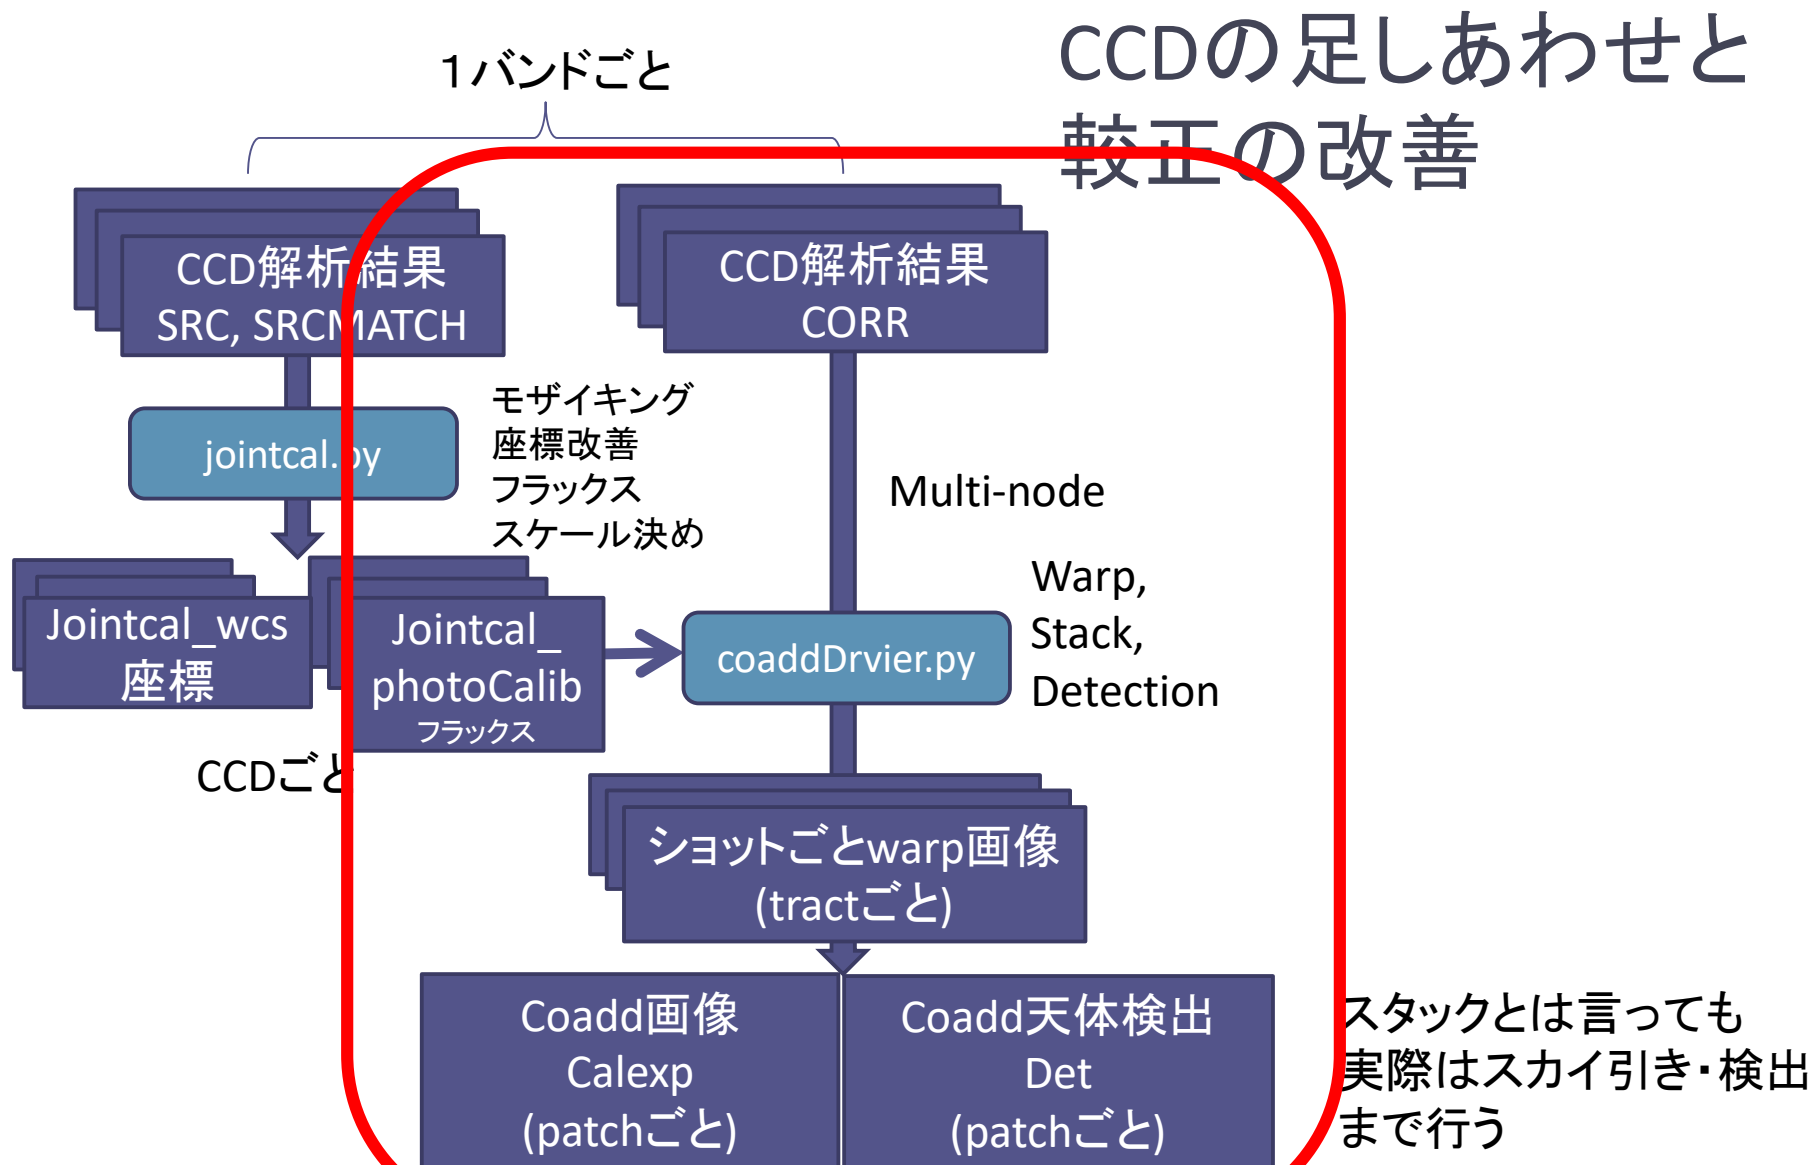 CCDの足しあわせと
較正の改善
1バンドごと
CCD解析結果
SRC, SRCMATCH
CCD解析結果
CORR
jointcal.py
モザイキング
座標改善
フラックス
スケール決め
Multi-node
Jointcal_wcs
座標
Jointcal_
photoCalib
フラックス
coaddDrvier.py
Warp,
Stack,
Detection
CCDごと
ショットごとwarp画像
(tractごと)
Coadd画像
Calexp
(patchごと)
Coadd天体検出
Det
(patchごと)
スタックとは言っても
実際はスカイ引き・検出
まで行う